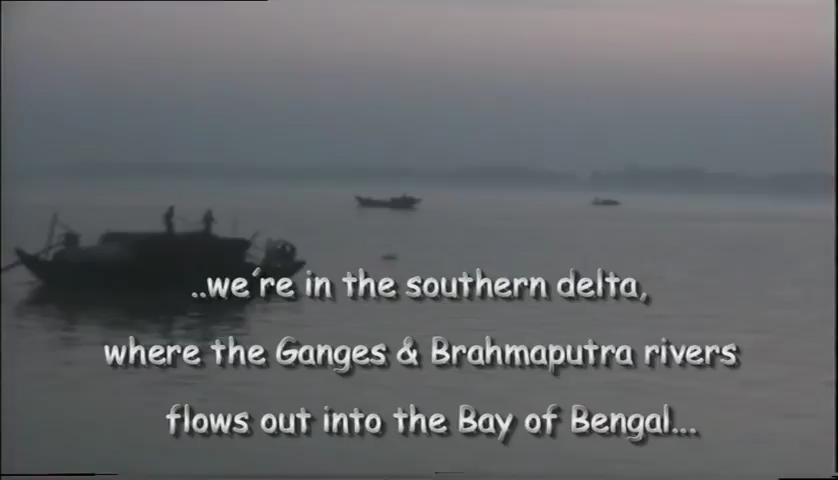 ..we´re in the southern delta,
where the Ganges & Brahmaputra rivers
flows out into the Bay of Bengal...